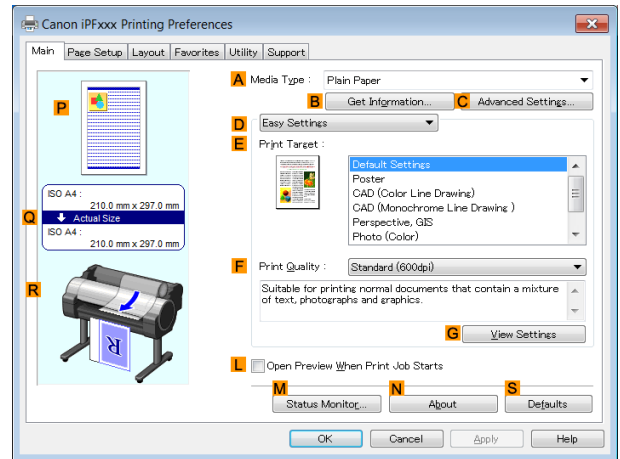 Canon iPFxxx Printing Preferences
Main Page Setup Layout Favorites Utility Support
A Media Type : Plain Paper
B Get Information... C Advanced Settings...
D Easy Settings
E Print Target :
Default Settings
Poster
CAD (Color Line Drawing)
CAD (Monochrome Line Drawing )
Perspective, GIS
Photo (Color)
F Print Quality : Standard (600dpi)
Suitable for printing normal documents that contain a mixture
of text, photographs and graphics.
G View Settings
P
Q
ISO A4 :
210.0 mm x 297.0 mm
Actual Size
ISO A4 :
210.0 mm x 297.0 mm
R
R
L Open Preview When Print Job Starts
M Status Monitor... N About S Defaults
OK Cancel Apply Help